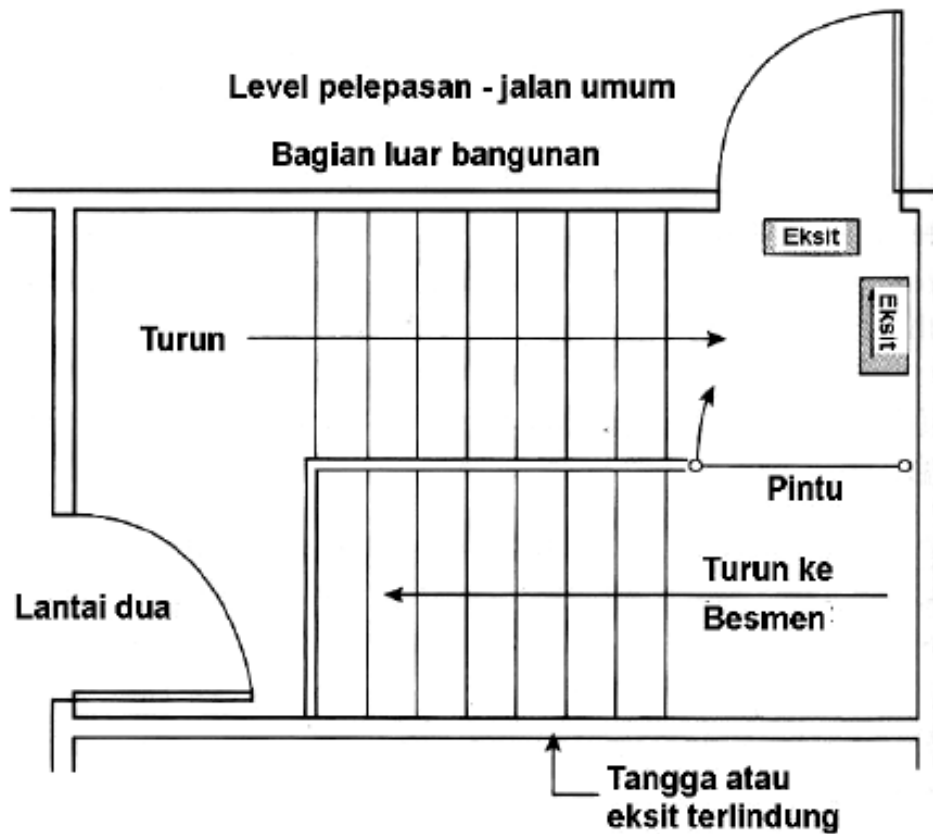 Level pelepasan - jalan umum
Bagian luar bangunan
Eksit
Eksit
Turun
Pintu
Turun ke
Besmen
Lantai dua
Tangga atau
eksit terlindung